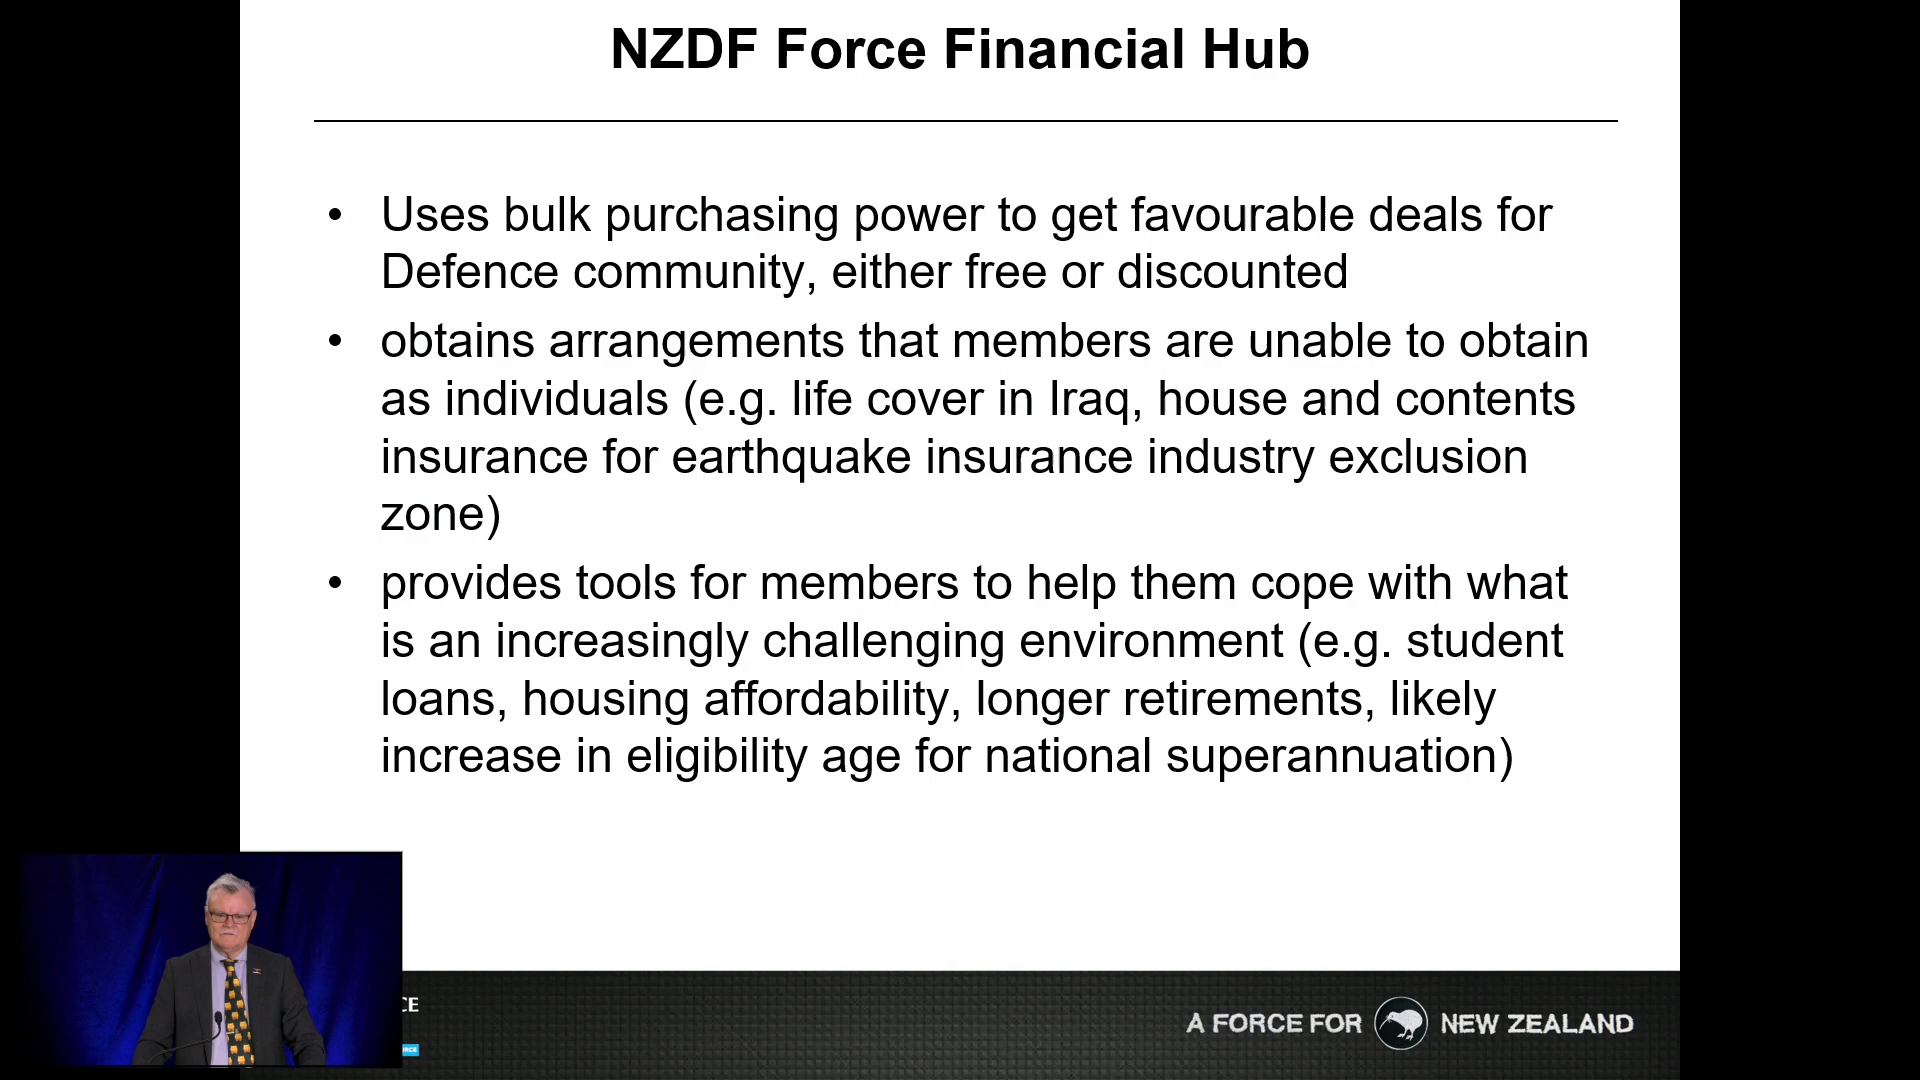 NZDF Force Financial Hub
• Uses bulk purchasing power to get favourable deals for
Defence community, either free or discounted
• obtains arrangements that members are unable to obtain
as individuals (e.g. life cover in Iraq, house and contents
insurance for earthquake insurance industry exclusion
zone)
• provides tools for members to help them cope with what
is an increasingly challenging environment (e.g. student
loans, housing affordability, longer retirements, likely
increase in eligibility age for national superannuation)
CE
A FORCE FOR NEW ZEALAND